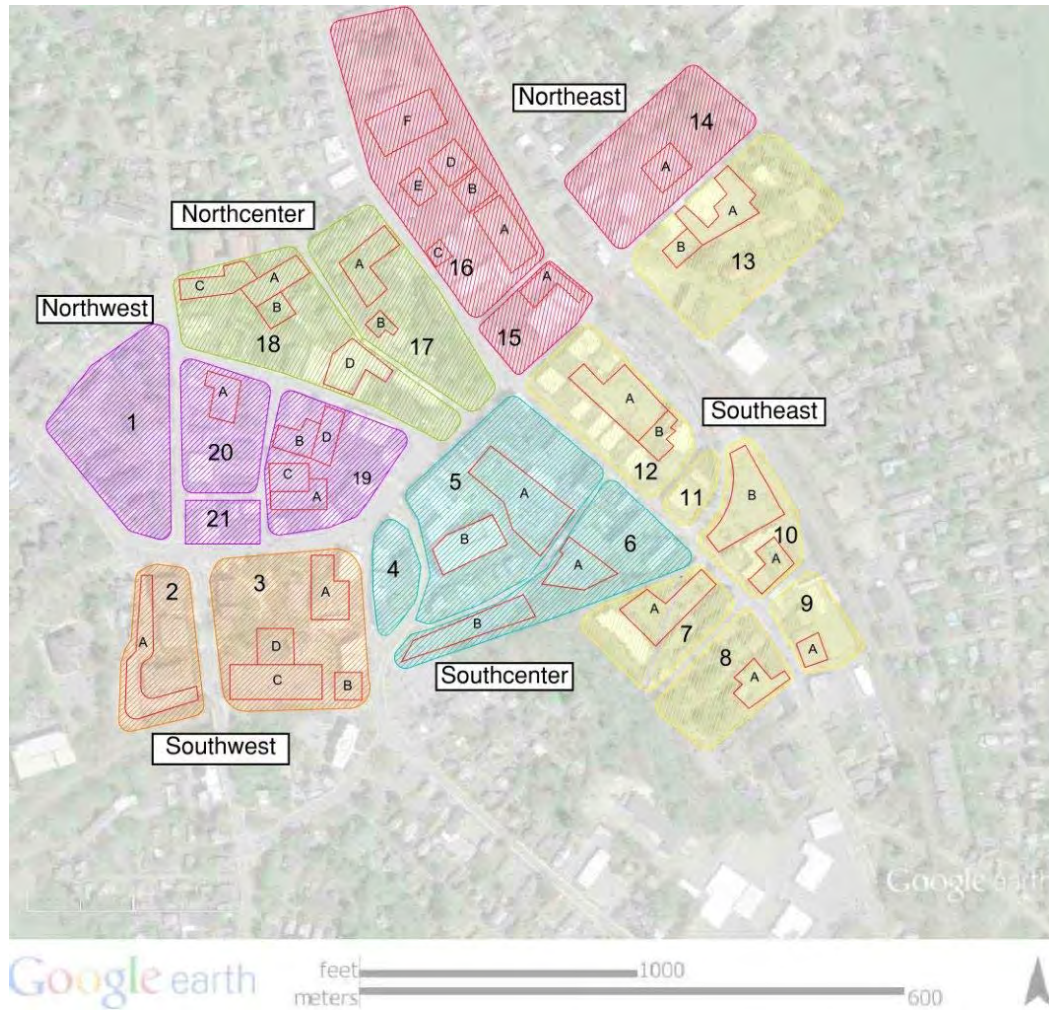 Northeast
14
A
F
D
E
B
A
13
A
B
Northcenter
A
C
16
A
C
A
B
18
B
17
D
A
15
Northwest
1
A
20
B
D
C
A
19
21
A
B
12
Southeast
11
B
10
A
5
A
B
4
6
A
B
9
A
7
A
8
A
2
A
3
A
D
C
B
Southcenter
Southwest
Google earth
Google earth
feet 1000
meters 600